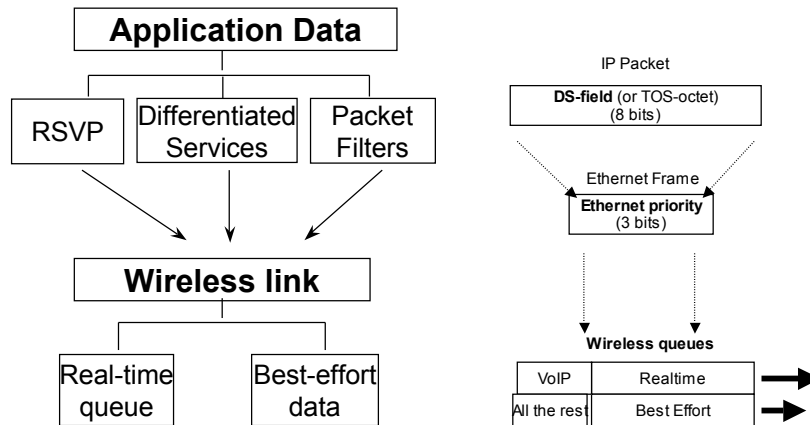 Application Data
RSVP
Differentiated
Services
Packet
Filters
Wireless link
Real-time
queue
Best-effort
data
IP Packet
DS-field (or TOS-octet)
(8 bits)
Ethernet Frame
Ethernet priority
(3 bits)
Wireless queues
VoIP
Realtime
All the rest
Best Effort